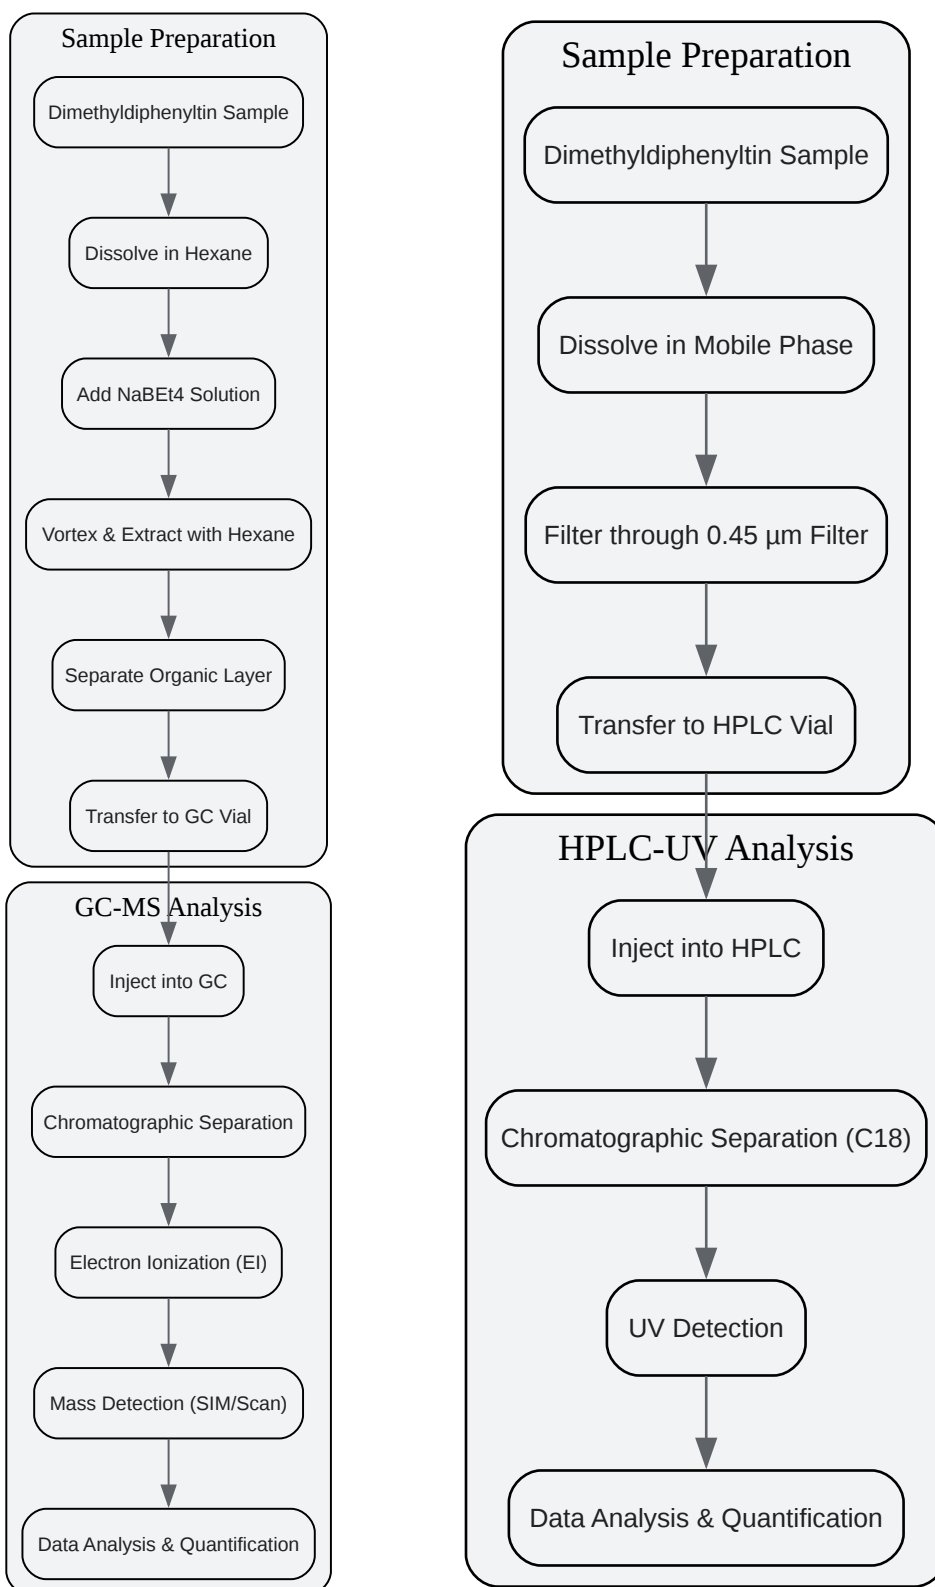 Sample Preparation
Dimethyldiphenyltin Sample
Dissolve in Hexane
Add NaBEt4 Solution
Vortex & Extract with Hexane
Separate Organic Layer
Transfer to GC Vial
GC-MS Analysis
Inject into GC
Chromatographic Separation
Electron Ionization (EI)
Mass Detection (SIM/Scan)
Data Analysis & Quantification
Sample Preparation
Dimethyldiphenyltin Sample
Dissolve in Mobile Phase
Filter through 0.45 µm Filter
Transfer to HPLC Vial
HPLC-UV Analysis
Inject into HPLC
Chromatographic Separation (C18)
UV Detection
Data Analysis & Quantification